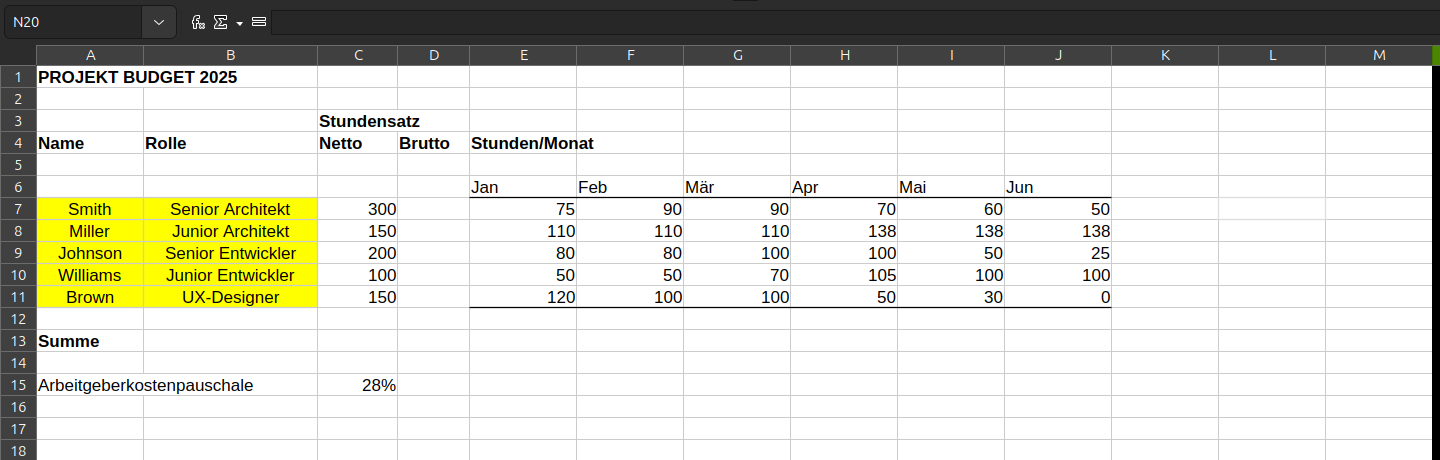 N20
A B C D E F G H I J K L M
1 PROJEKT BUDGET 2025
2
3 Stundensatz
4 Name Rolle Netto Brutto Stunden/Monat
5
6 Jan Feb Mär Apr Mai Jun
7 Smith Senior Architekt 300 75 90 90 70 60 50
8 Miller Junior Architekt 150 110 110 110 138 138 138
9 Johnson Senior Entwickler 200 80 80 100 100 50 25
10 Williams Junior Entwickler 100 50 50 70 105 100 100
11 Brown UX-Designer 150 120 100 100 50 30 0
12
13 Summe
14
15 Arbeitgeberkostenpauschale 28%
16
17
18